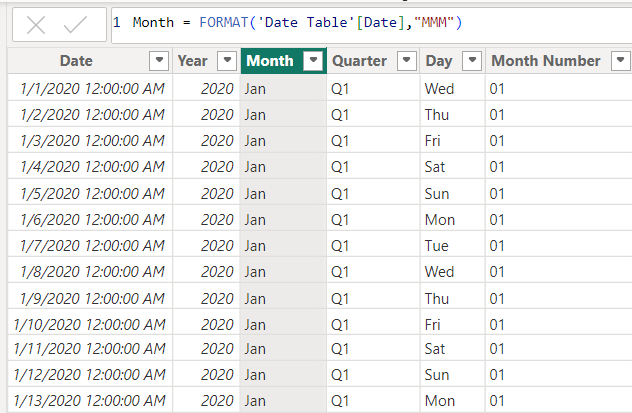 1 Month = FORMAT('Date Table'[Date],"MMM")
Date Year Month Quarter Day Month Number
1/1/2020 12:00:00 AM 2020 Jan Q1 Wed 01
1/2/2020 12:00:00 AM 2020 Jan Q1 Thu 01
1/3/2020 12:00:00 AM 2020 Jan Q1 Fri 01
1/4/2020 12:00:00 AM 2020 Jan Q1 Sat 01
1/5/2020 12:00:00 AM 2020 Jan Q1 Sun 01
1/6/2020 12:00:00 AM 2020 Jan Q1 Mon 01
1/7/2020 12:00:00 AM 2020 Jan Q1 Tue 01
1/8/2020 12:00:00 AM 2020 Jan Q1 Wed 01
1/9/2020 12:00:00 AM 2020 Jan Q1 Thu 01
1/10/2020 12:00:00 AM 2020 Jan Q1 Fri 01
1/11/2020 12:00:00 AM 2020 Jan Q1 Sat 01
1/12/2020 12:00:00 AM 2020 Jan Q1 Sun 01
1/13/2020 12:00:00 AM 2020 Jan Q1 Mon 01